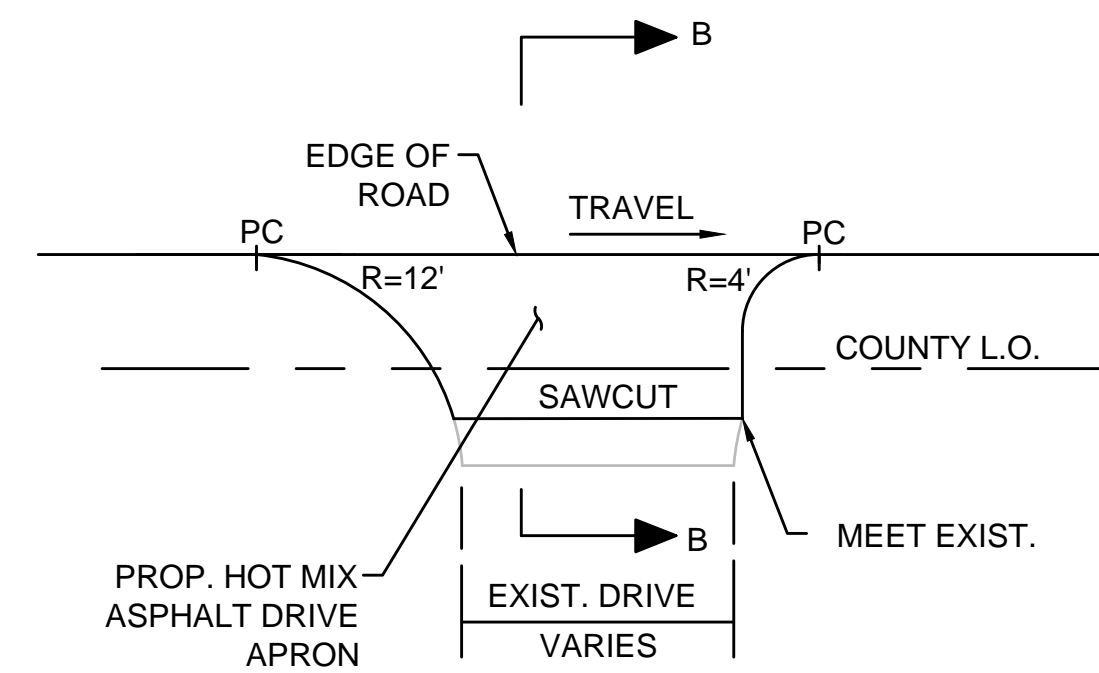 B
EDGE OF
ROAD
TRAVEL
PC
PC
R=12'
R=4'
COUNTY L.O.
SAWCUT
MEET EXIST.
B
PROP. HOT MIX
ASPHALT DRIVE
APRON
EXIST. DRIVE
VARIES